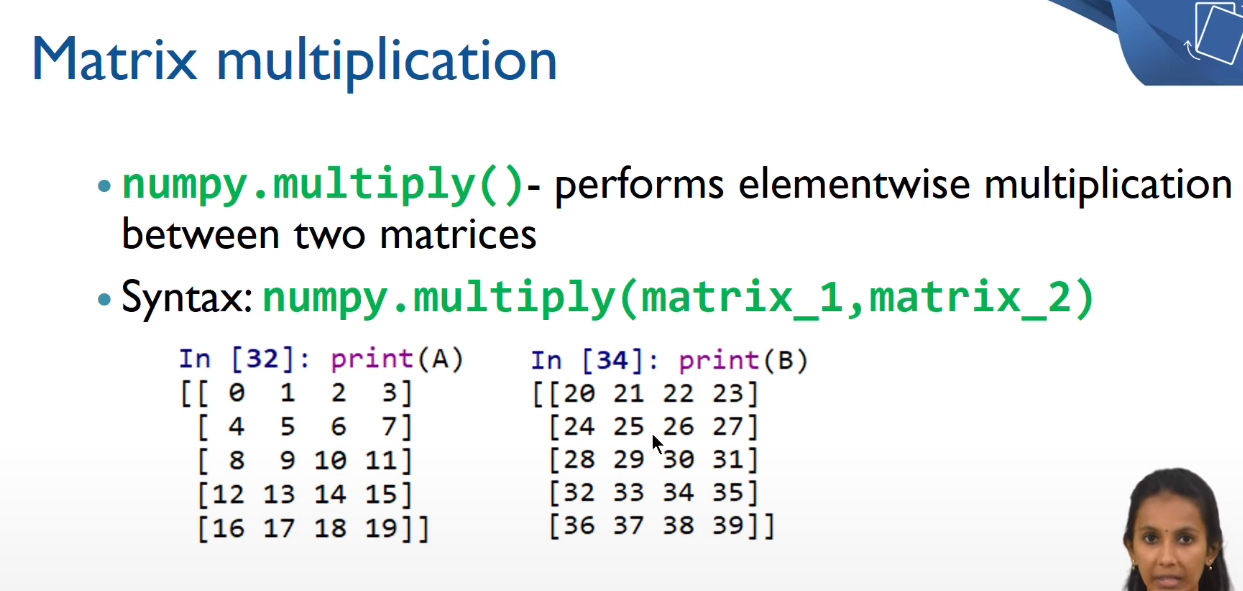 Matrix multiplication
• numpy.multiply()- performs elementwise multiplication
between two matrices
• Syntax: numpy.multiply(matrix_1,matrix_2)
In [32]: print(A)
[[ 0  1  2  3]
 [ 4  5  6  7]
 [ 8  9 10 11]
 [12 13 14 15]
 [16 17 18 19]]
In [34]: print(B)
[[20 21 22 23]
 [24 25 26 27]
 [28 29 30 31]
 [32 33 34 35]
 [36 37 38 39]]